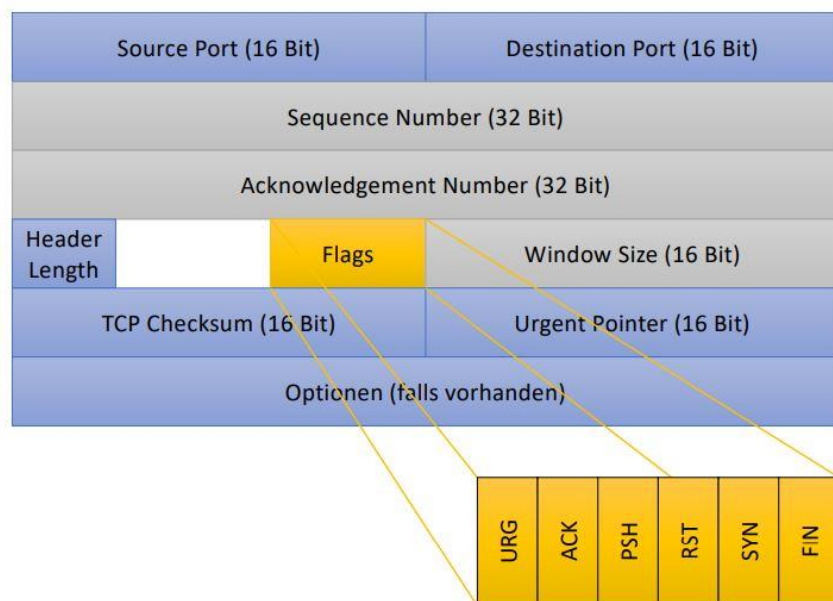 Source Port (16 Bit)
Destination Port (16 Bit)
Sequence Number (32 Bit)
Acknowledgement Number (32 Bit)
Header
Length
Flags
Window Size (16 Bit)
TCP Checksum (16 Bit)
Urgent Pointer (16 Bit)
Optionen (falls vorhanden)
URG
ACK
PSH
RST
SYN
FIN